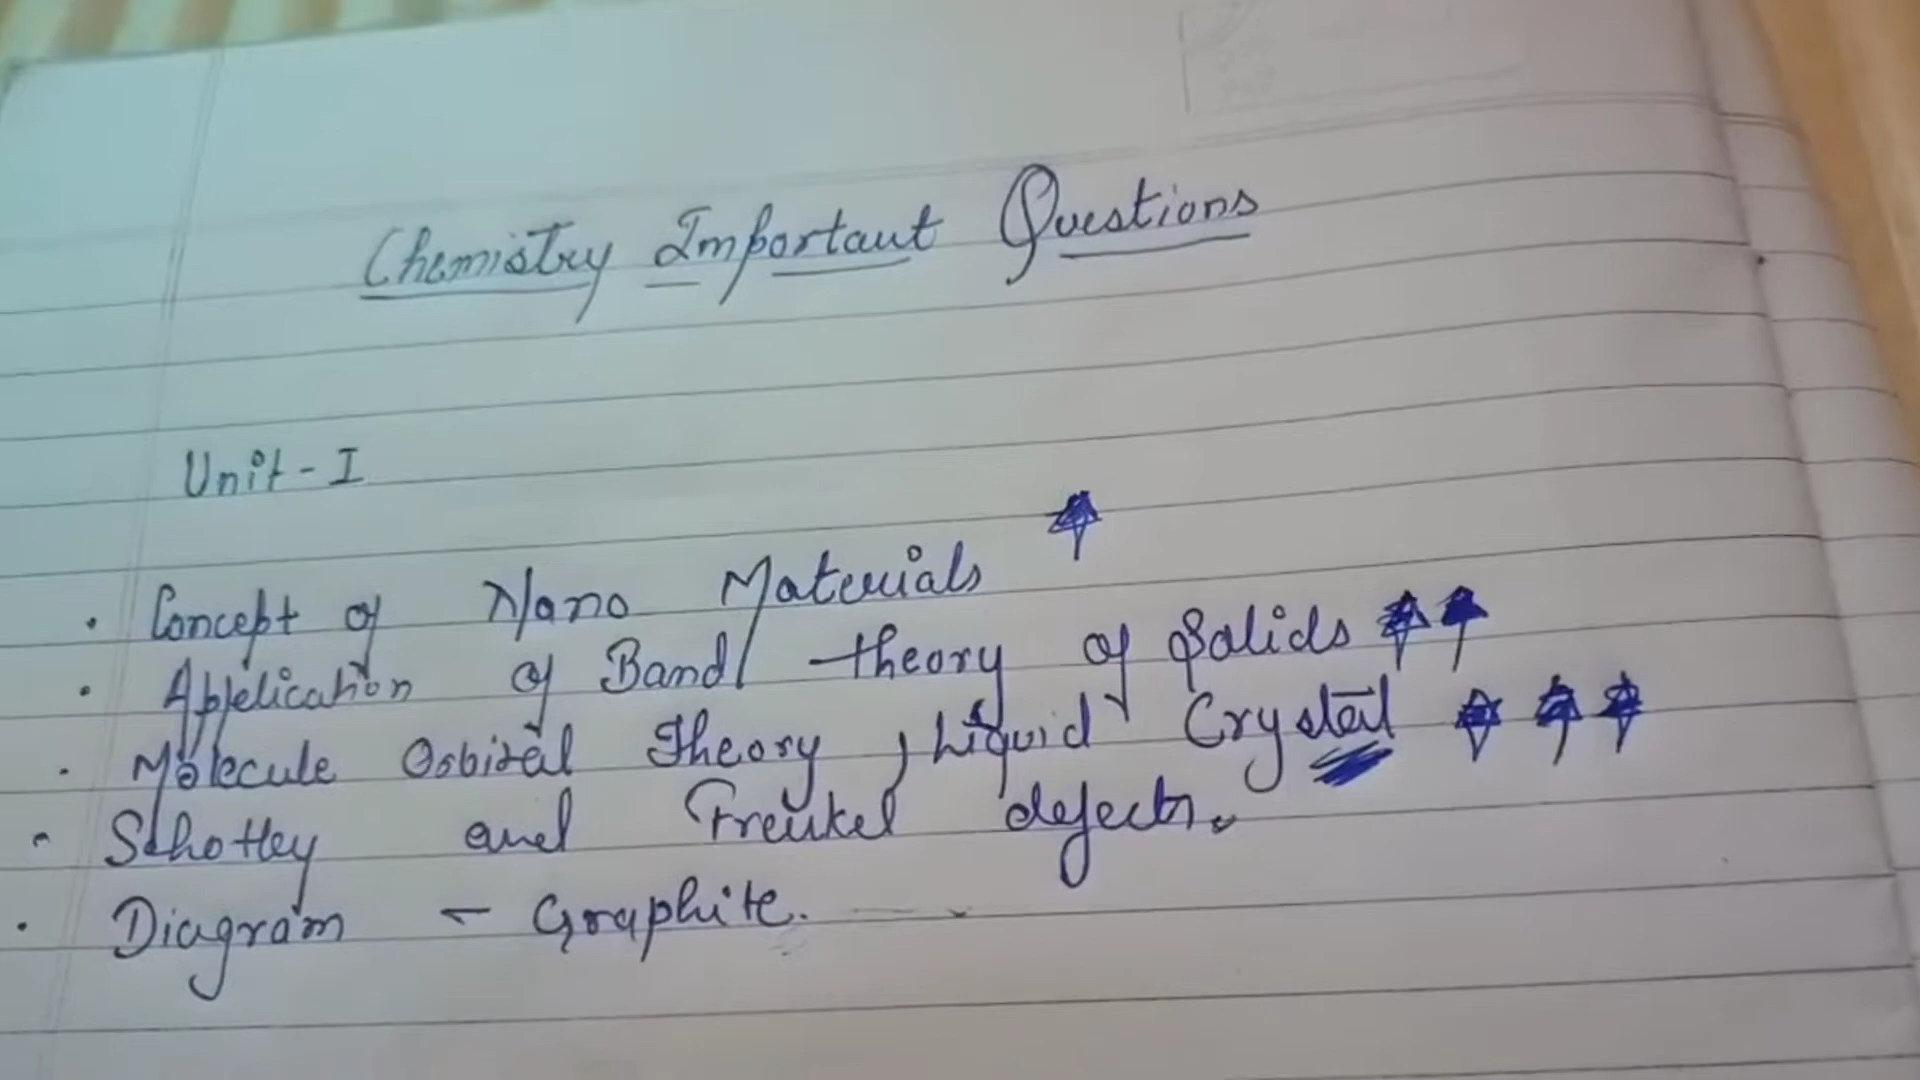 Chemistry Important Questions
Unit - I
• Concept of Nano Materials
• Application of Band theory of Solids
• Molecule Orbital Theory, Liquid Crystal
• Schottey and Frenkel defects.
• Diagram - Graphite.